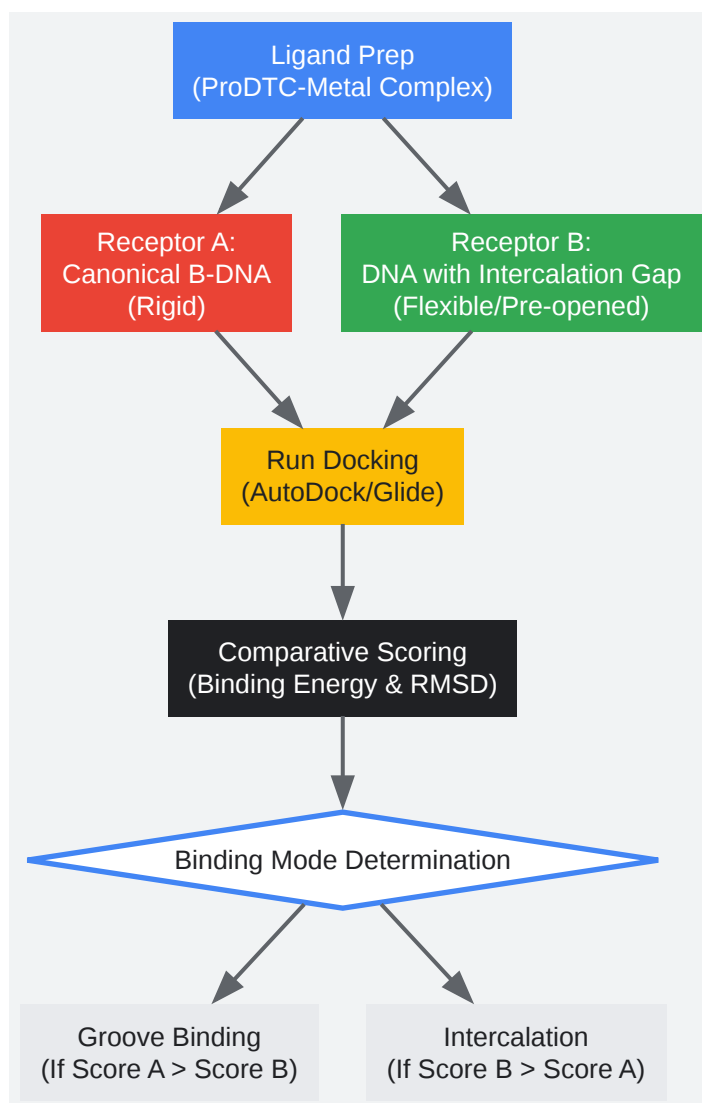 Ligand Prep
(ProDTC-Metal Complex)
Receptor A:
Canonical B-DNA
(Rigid)
Receptor B:
DNA with Intercalation Gap
(Flexible/Pre-opened)
Run Docking
(AutoDock/Glide)
Comparative Scoring
(Binding Energy & RMSD)
Binding Mode Determination
Groove Binding
(If Score A > Score B)
Intercalation
(If Score B > Score A)